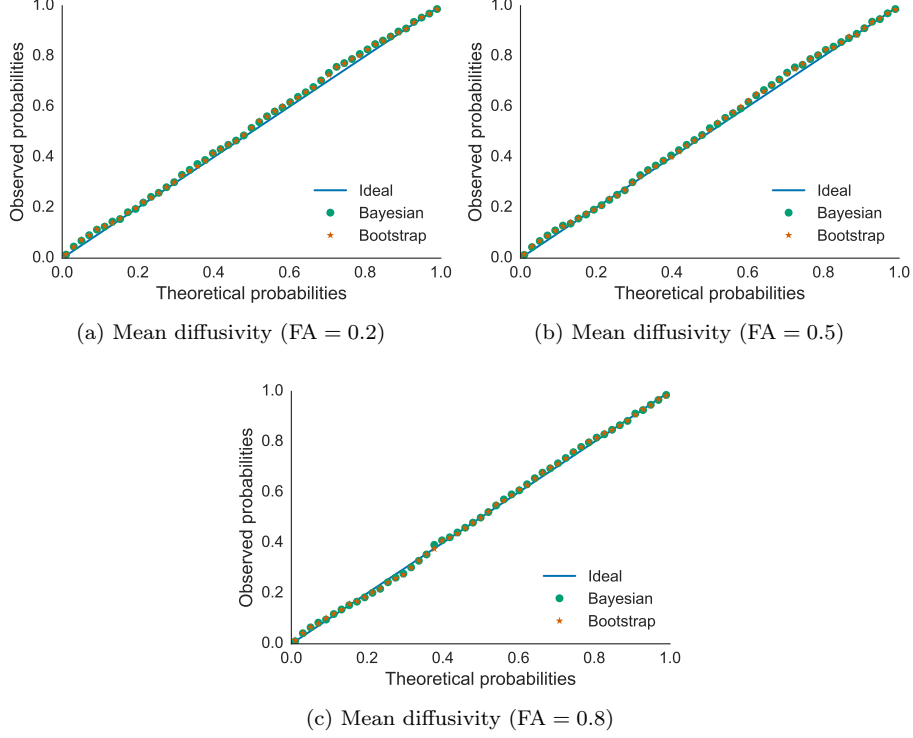 1.0
0.8
0.6
0.4
0.2
0.0
Observed probabilities
Ideal
Bayesian
Bootstrap
0.0 0.2 0.4 0.6 0.8 1.0
Theoretical probabilities
(a) Mean diffusivity (FA = 0.2)
1.0
0.8
0.6
0.4
0.2
0.0
Observed probabilities
Ideal
Bayesian
Bootstrap
0.0 0.2 0.4 0.6 0.8 1.0
Theoretical probabilities
(b) Mean diffusivity (FA = 0.5)
1.0
0.8
0.6
0.4
0.2
0.0
Observed probabilities
Ideal
Bayesian
Bootstrap
0.0 0.2 0.4 0.6 0.8 1.0
Theoretical probabilities
(c) Mean diffusivity (FA = 0.8)